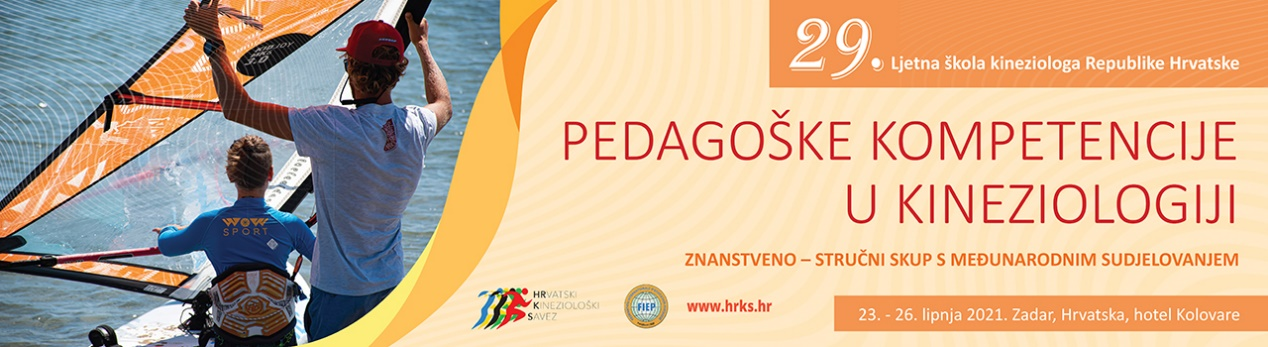 29. Ljetna škola kineziologa Republike Hrvatske
PEDAGOŠKE KOMPETENCIJE
U KINEZIOLOGIJI
ZNANSTVENO – STRUČNI SKUP S MEĐUNARODNIM SUDJELOVANJEM
HRVATSKI
KINEZIOLOŠKI
SAVEZ
FIEP
www.hrks.hr
23. - 26. lipnja 2021. Zadar, Hrvatska, hotel Kolovare
WOW
SPORT